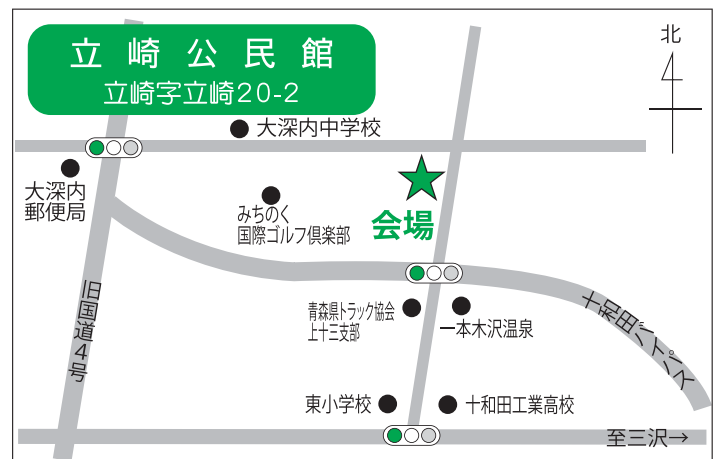 立崎公民館
立崎字立崎20-2
北
大深内中学校
大深内
郵便局
みちのく
国際ゴルフ倶楽部
会場
旧国道4号
青森県トラック協会
上十三支部
一本木沢温泉
十和田バイパス
東小学校
十和田工業高校
至三沢→